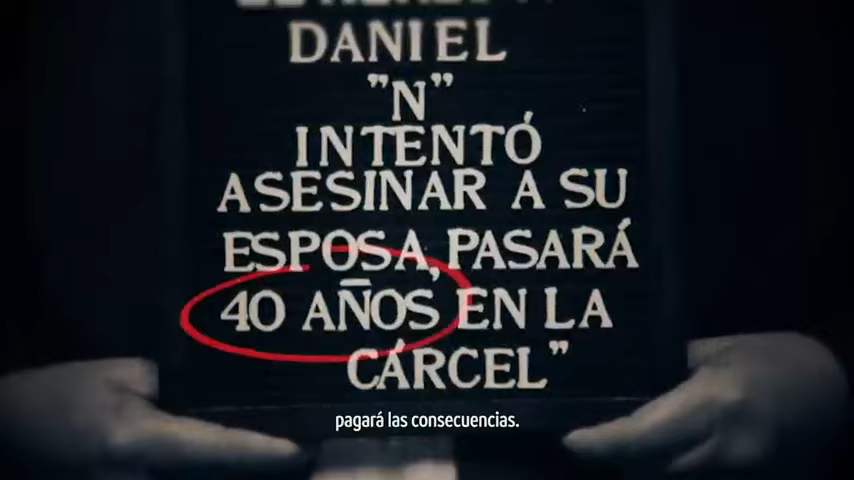 DANIEL
"N"
INTENTÓ
ASESINAR A SU
ESPOSA, PASARÁ
40 AÑOS EN LA
CÁRCEL"
pagará las consecuencias.